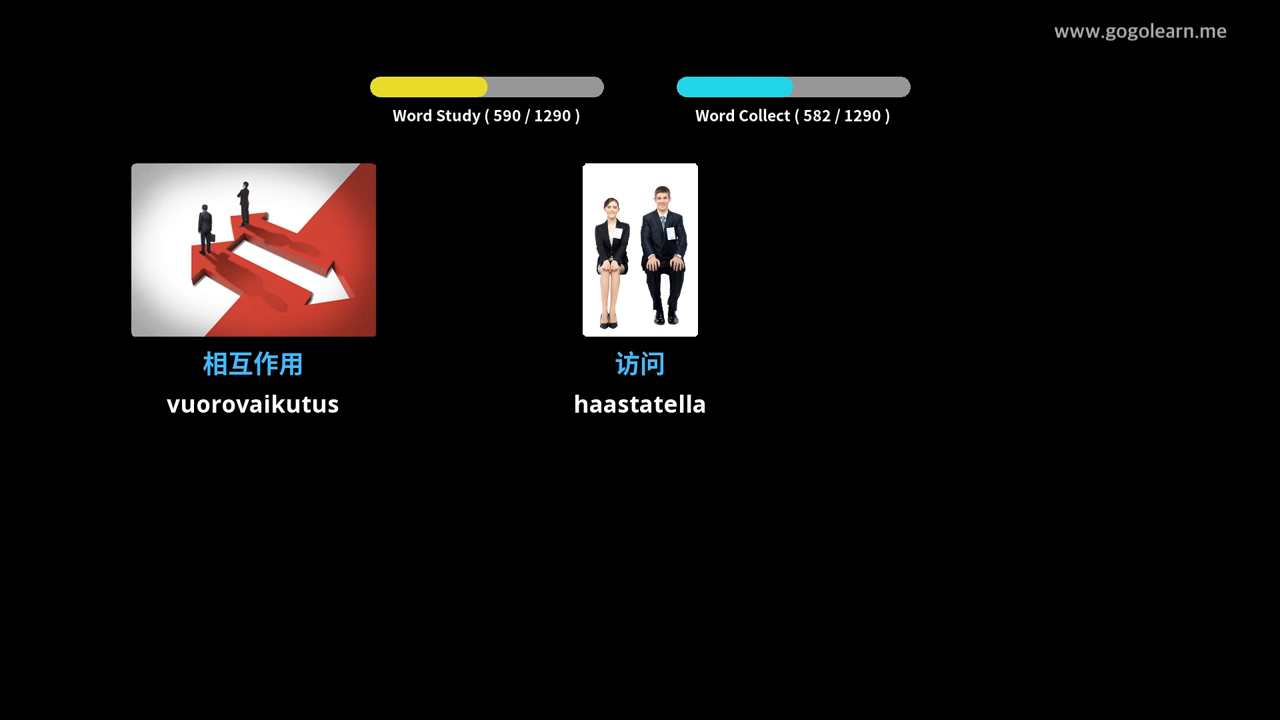 www.gogolearn.me
Word Study ( 590 / 1290 )
Word Collect ( 582 / 1290 )
相互作用
vuorovaikutus
访问
haastatella